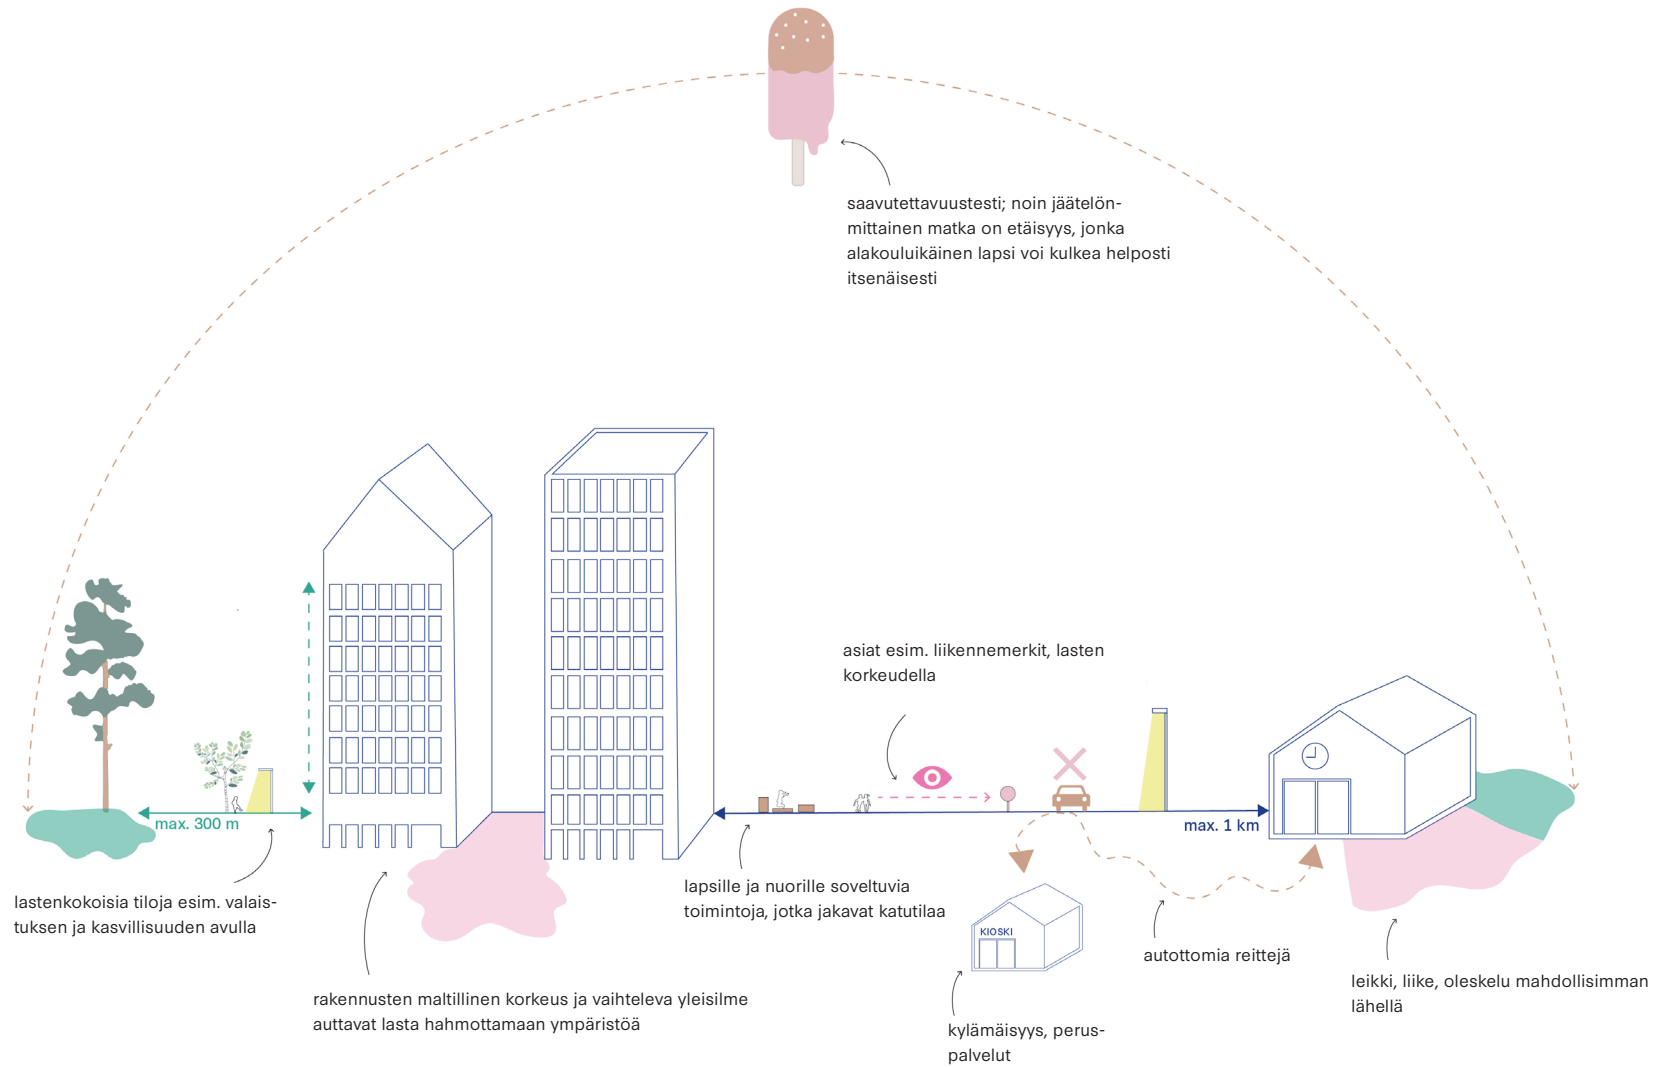 saavutettavuustesti; noin jäätelön-
mittainen matka on etäisyys, jonka
alakouluikäinen lapsi voi kulkea helposti
itsenäisesti
asiat esim. liikennemerkit, lasten
korkeudella
max. 300 m
max. 1 km
lastenkokoisia tiloja esim. valais-
tuksen ja kasvillisuuden avulla
rakennusten maltillinen korkeus ja vaihteleva yleisilme
auttavat lasta hahmottamaan ympäristöä
lapsille ja nuorille soveltuvia
toimintoja, jotka jakavat katutilaa
KIOSKI
kylämäisyys, perus-
palvelut
autottomia reittejä
leikki, liike, oleskelu mahdollisimman
lähellä